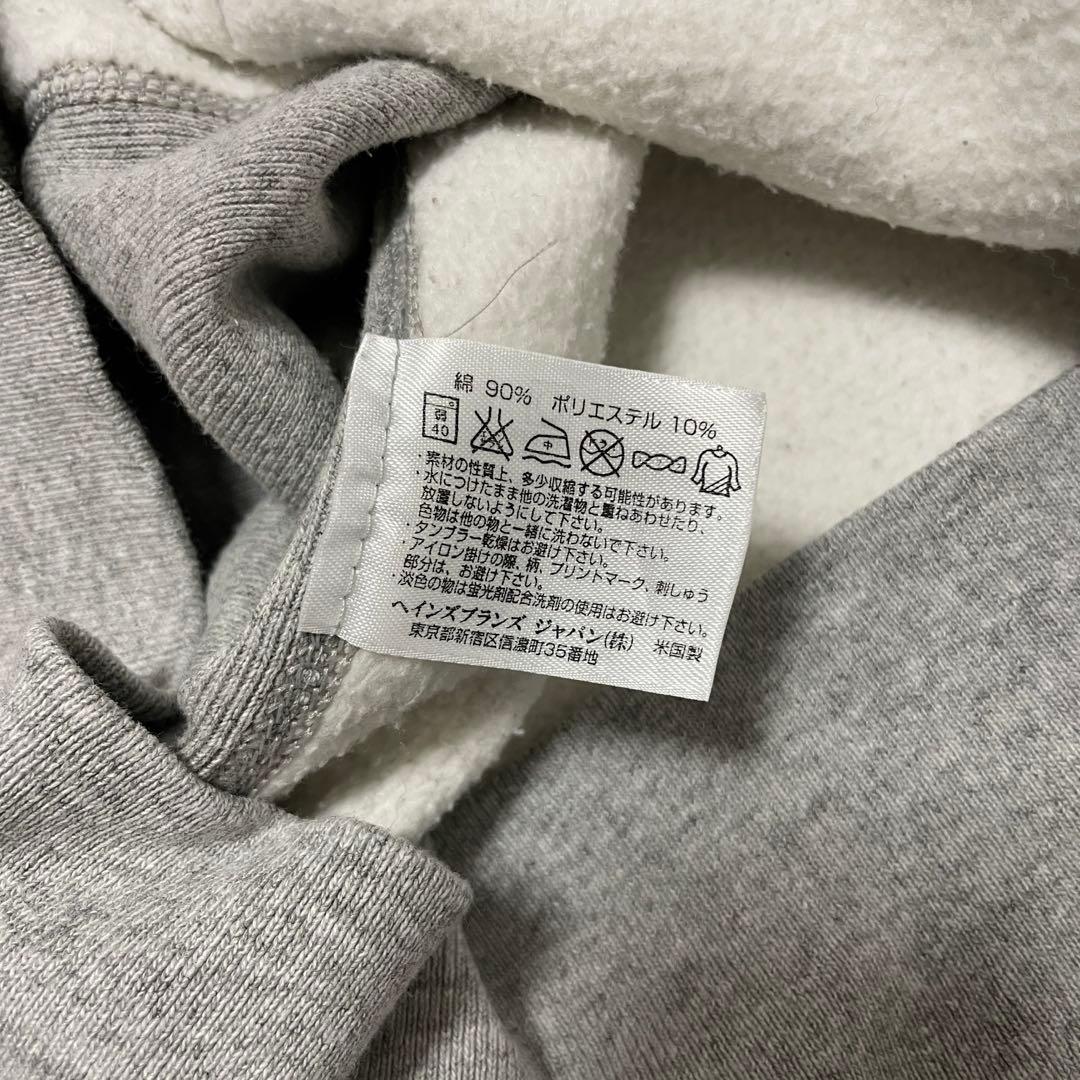 綿 90% ポリエステル 10%
弱
40
エンソ
中
ドライ
・素材の性質上、多少収縮する可能性があります。
・水につけたまま他の洗濯物と重ねあわせたり、
放置しないようにして下さい。
色物は他の物と一緒に洗わないで下さい。
・タンブラー乾燥はお避け下さい。
・アイロン掛けの際、柄、プリントマーク、刺しゅう
部分は、お避け下さい。
・淡色の物は蛍光剤配合洗剤の使用はお避け下さい。
ヘインズブランズ ジャパン(株) 米国製
東京都新宿区信濃町35番地